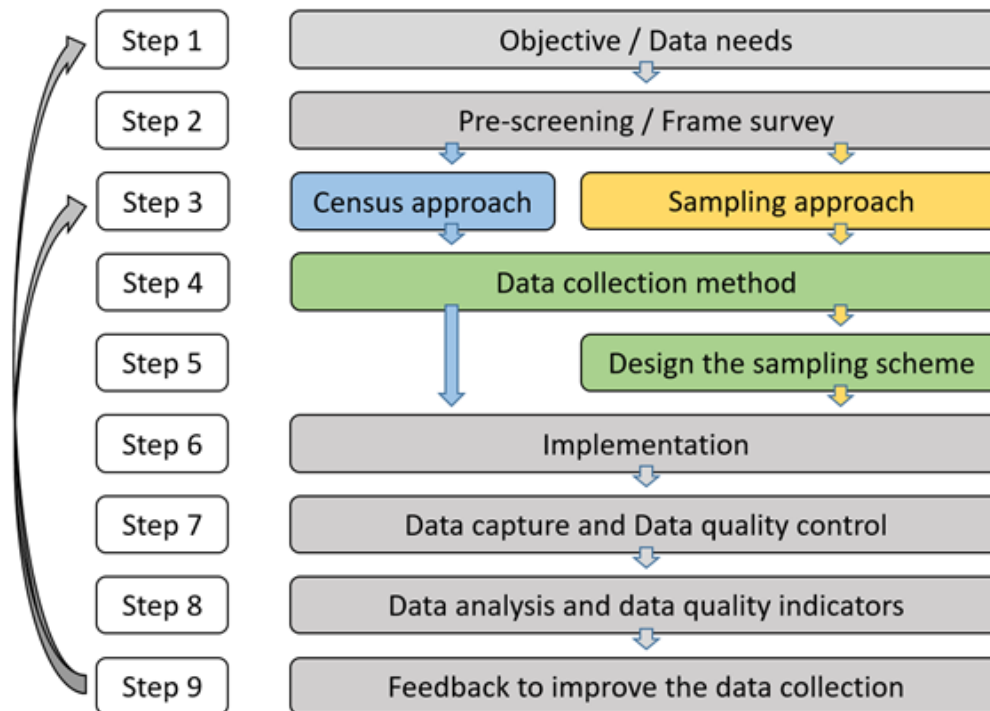 Step 1 Objective / Data needs
Step 2 Pre-screening / Frame survey
Step 3 Census approach Sampling approach
Step 4 Data collection method
Step 5 Design the sampling scheme
Step 6 Implementation
Step 7 Data capture and Data quality control
Step 8 Data analysis and data quality indicators
Step 9 Feedback to improve the data collection